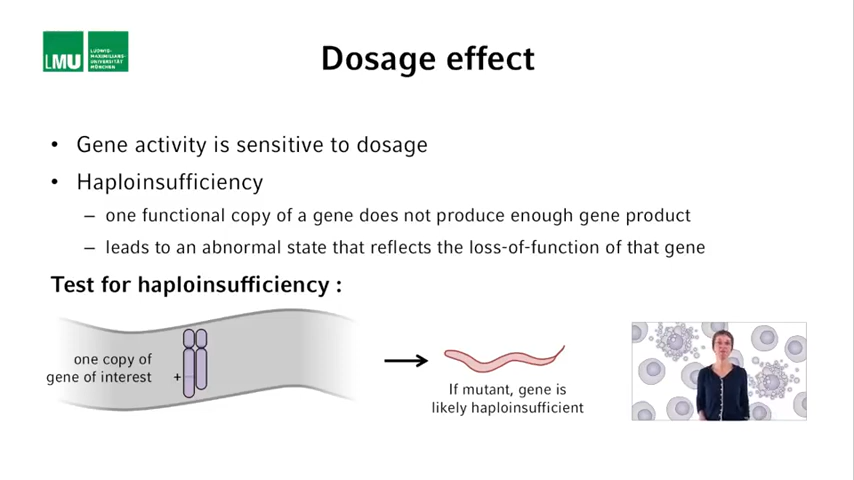 LMU
LUDWIG-
MAXIMILIANS-
UNIVERSITÄT
MÜNCHEN
Dosage effect
• Gene activity is sensitive to dosage
• Haploinsufficiency
– one functional copy of a gene does not produce enough gene product
– leads to an abnormal state that reflects the loss-of-function of that gene
Test for haploinsufficiency :
one copy of
gene of interest
+
If mutant, gene is
likely haploinsufficient